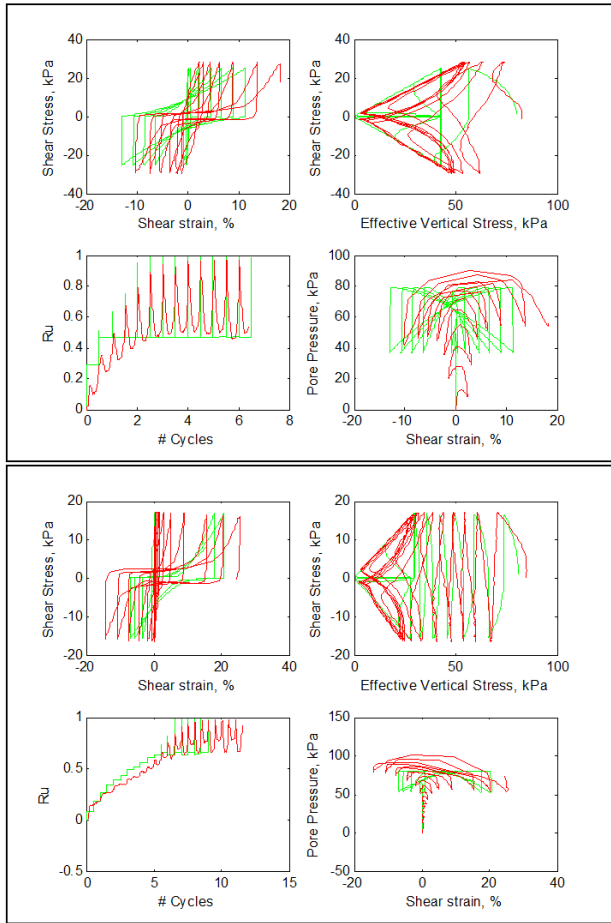 40
20
0
-20
-40
Shear Stress, kPa
-20 0 20
Shear strain, %
40
20
0
-20
-40
Shear Stress, kPa
0 50 100
Effective Vertical Stress, kPa
1
0.8
0.6
0.4
0.2
0
Ru
0 2 4 6 8
# Cycles
100
80
60
40
20
0
Pore Pressure, kPa
-20 -10 0 10 20
Shear strain, %
20
10
0
-10
-20
Shear Stress, kPa
-20 0 20 40
Shear strain, %
20
10
0
-10
-20
Shear Stress, kPa
0 50 100
Effective Vertical Stress, kPa
1
0.5
0
-0.5
Ru
0 5 10 15
# Cycles
150
100
50
0
-50
Pore Pressure, kPa
-20 0 20 40
Shear strain, %